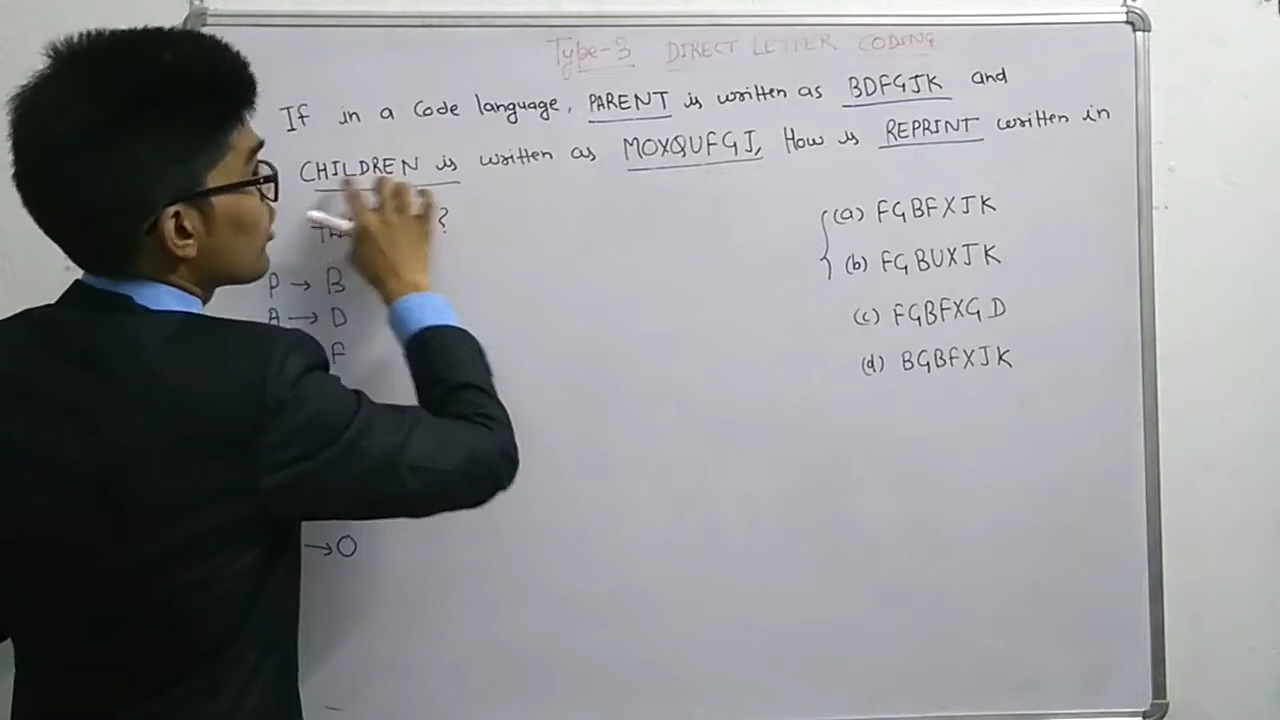 Type-3 DIRECT LETTER CODING
If in a Code language, PARENT is written as BDFGJK and
CHILDREN is written as MOXQUFGJ, How is REPRINT written in
?
(a) FGBFXJK
(b) FGBUXJK
(c) FGBFXGD
(d) BGBFXJK
P → B
A → D
F
→ O